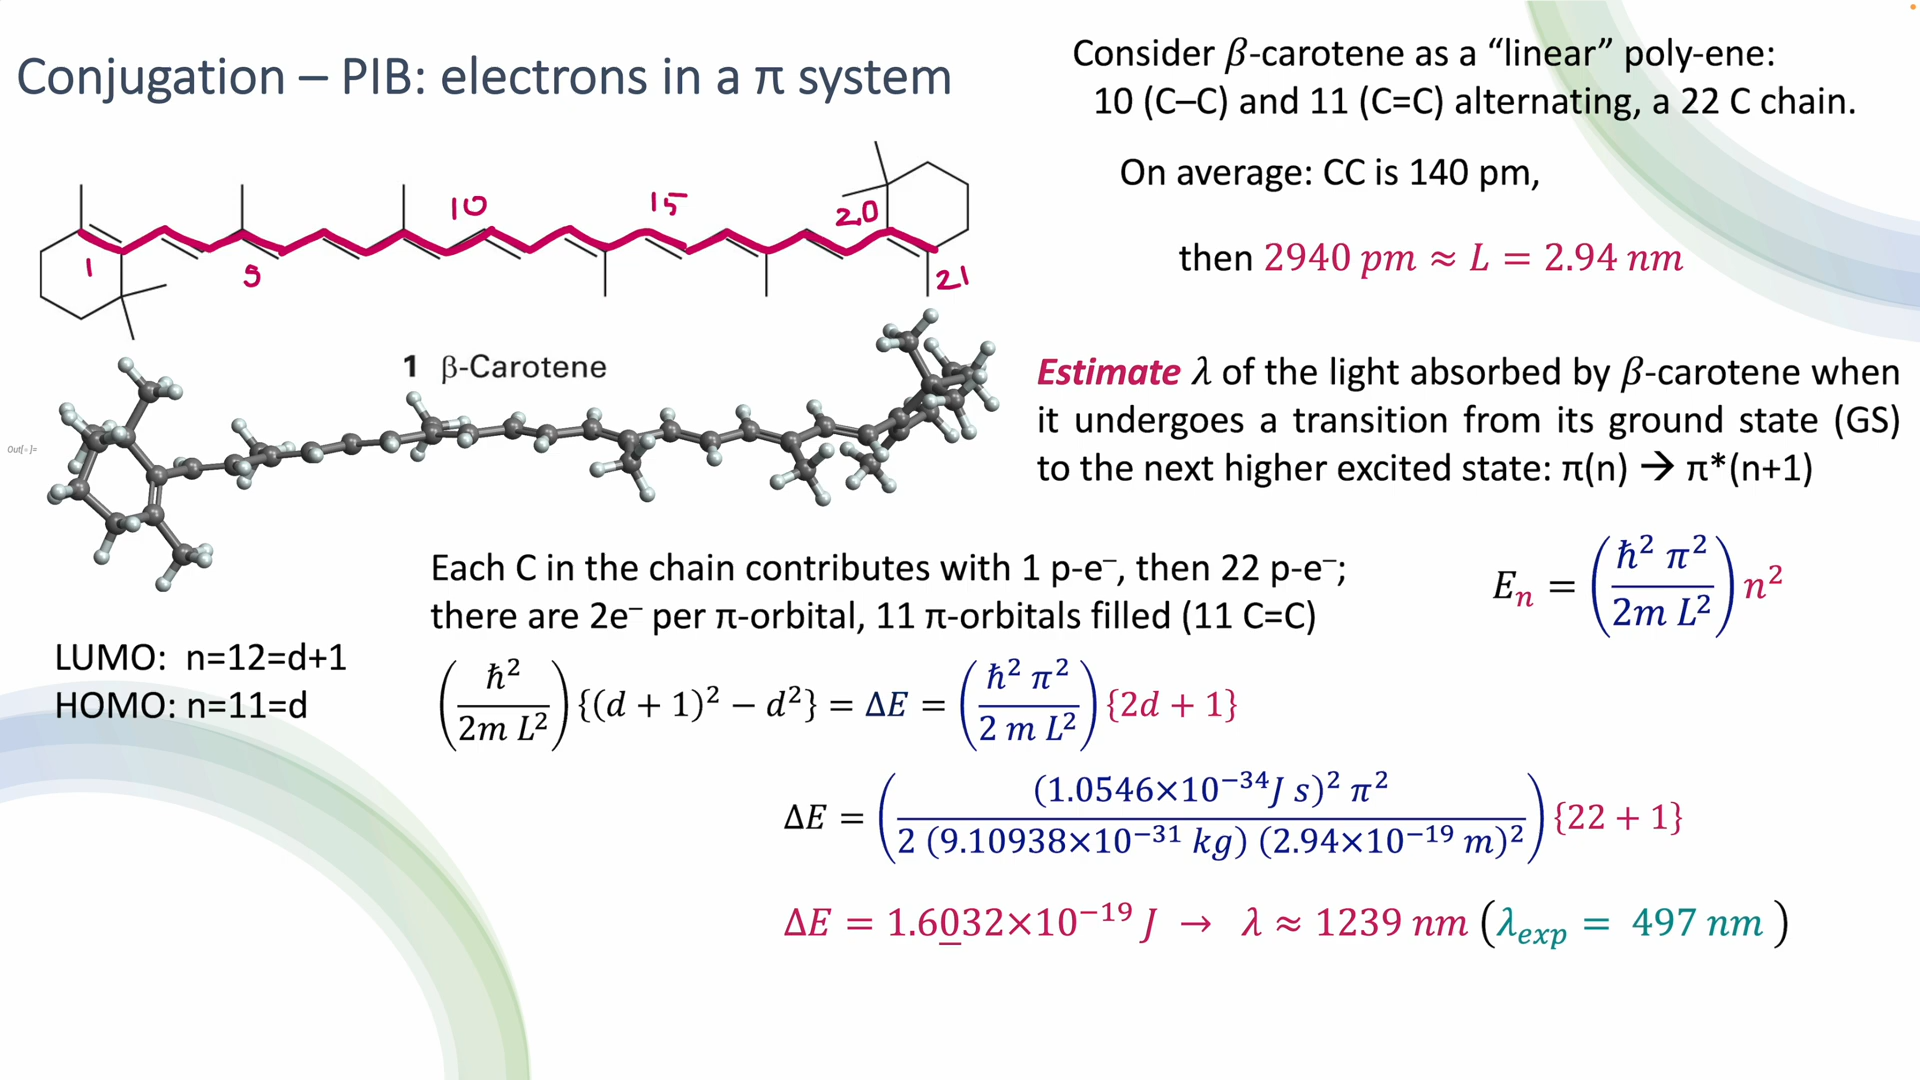 Conjugation – PIB: electrons in a π system
Consider β-carotene as a “linear” poly-ene:
10 (C–C) and 11 (C=C) alternating, a 22 C chain.
On average: CC is 140 pm,
then 2940 pm ≈ L = 2.94 nm
1
5
10
15
20
21
1 β-Carotene
Out[◦]=
Estimate λ of the light absorbed by β-carotene when
it undergoes a transition from its ground state (GS)
to the next higher excited state: π(n) → π*(n+1)
Each C in the chain contributes with 1 p-e⁻, then 22 p-e⁻;
there are 2e⁻ per π-orbital, 11 π-orbitals filled (11 C=C)
Eₙ = (ℏ² π² / 2m L²) n²
LUMO: n=12=d+1
HOMO: n=11=d
(ℏ² / 2m L²) {(d + 1)² − d²} = ΔE = (ℏ² π² / 2 m L²) {2d + 1}
ΔE = ((1.0546×10⁻³⁴ J s)² π² / 2 (9.10938×10⁻³¹ kg) (2.94×10⁻¹⁹ m)²) {22 + 1}
ΔE = 1.6032×10⁻¹⁹ J → λ ≈ 1239 nm (λexp = 497 nm )